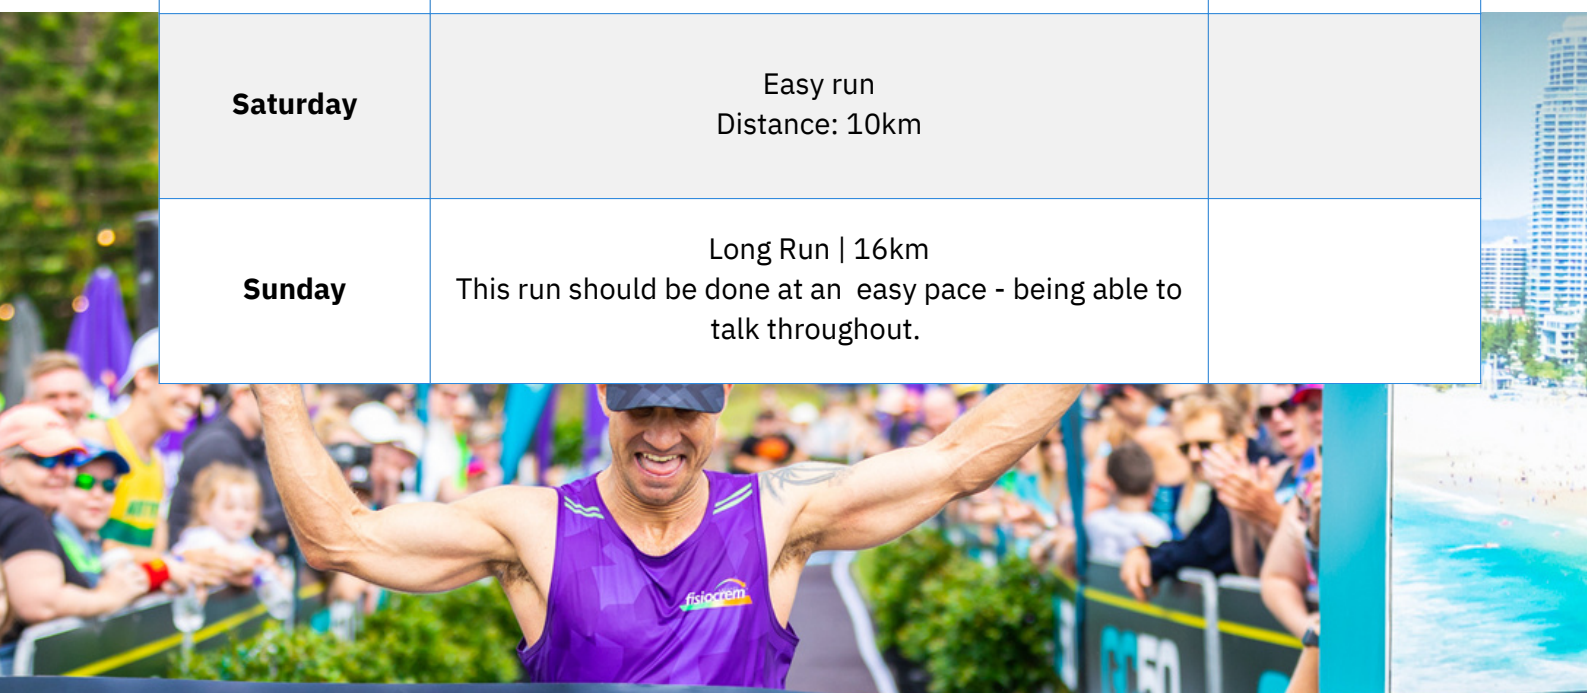 Saturday
Easy run
Distance: 10km
Sunday
Long Run | 16km
This run should be done at an  easy pace - being able to
talk throughout.
fisiocrem
GC50